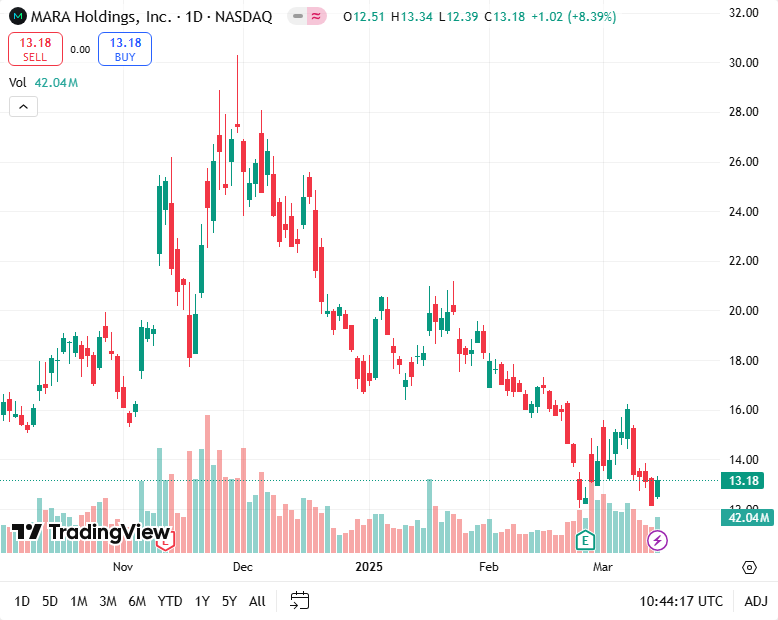 M MARA Holdings, Inc. · 1D · NASDAQ O12.51 H13.34 L12.39 C13.18 +1.02 (+8.39%)
13.18 SELL 0.00 13.18 BUY
Vol 42.04M
32.00
30.00
28.00
26.00
24.00
22.00
20.00
18.00
16.00
14.00
13.18
12.00
42.04M
TradingView
E
E
Nov Dec 2025 Feb Mar
1D 5D 1M 3M 6M YTD 1Y 5Y All 10:44:17 UTC ADJ